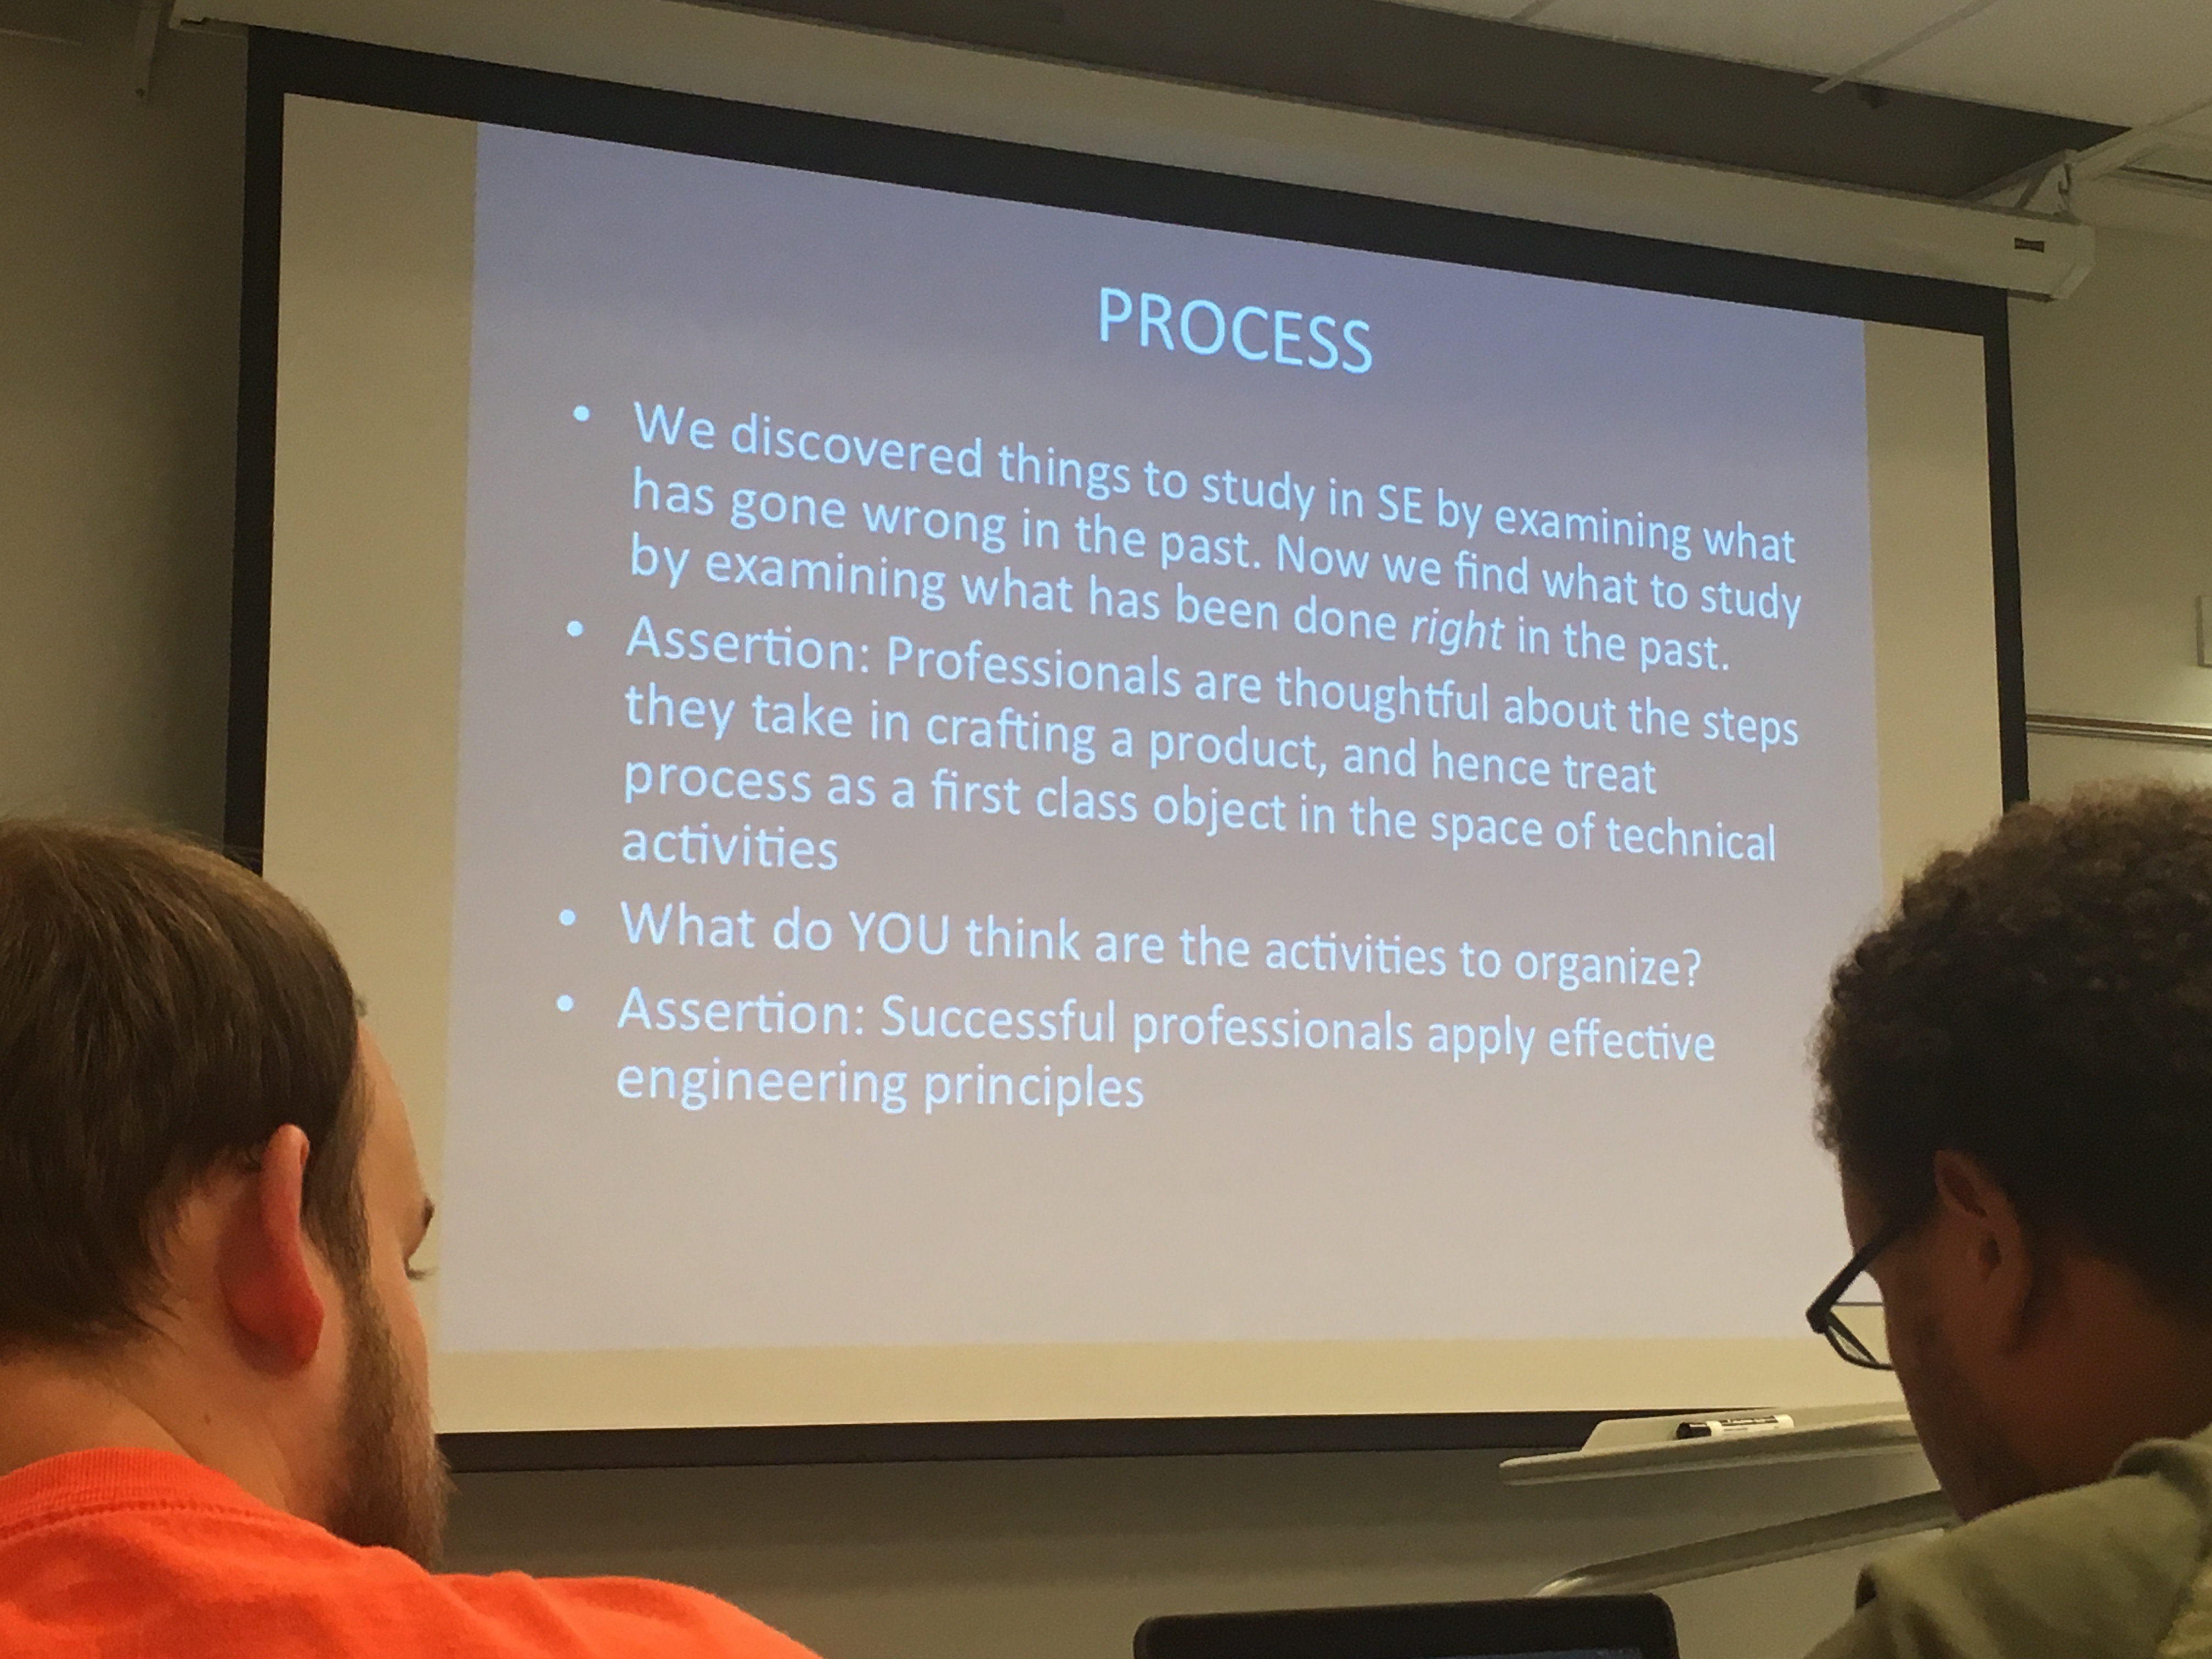 PROCESS
• We discovered things to study in SE by examining what
has gone wrong in the past. Now we find what to study
by examining what has been done right in the past.
• Assertion: Professionals are thoughtful about the steps
they take in crafting a product, and hence treat
process as a first class object in the space of technical
activities
• What do YOU think are the activities to organize?
• Assertion: Successful professionals apply effective
engineering principles